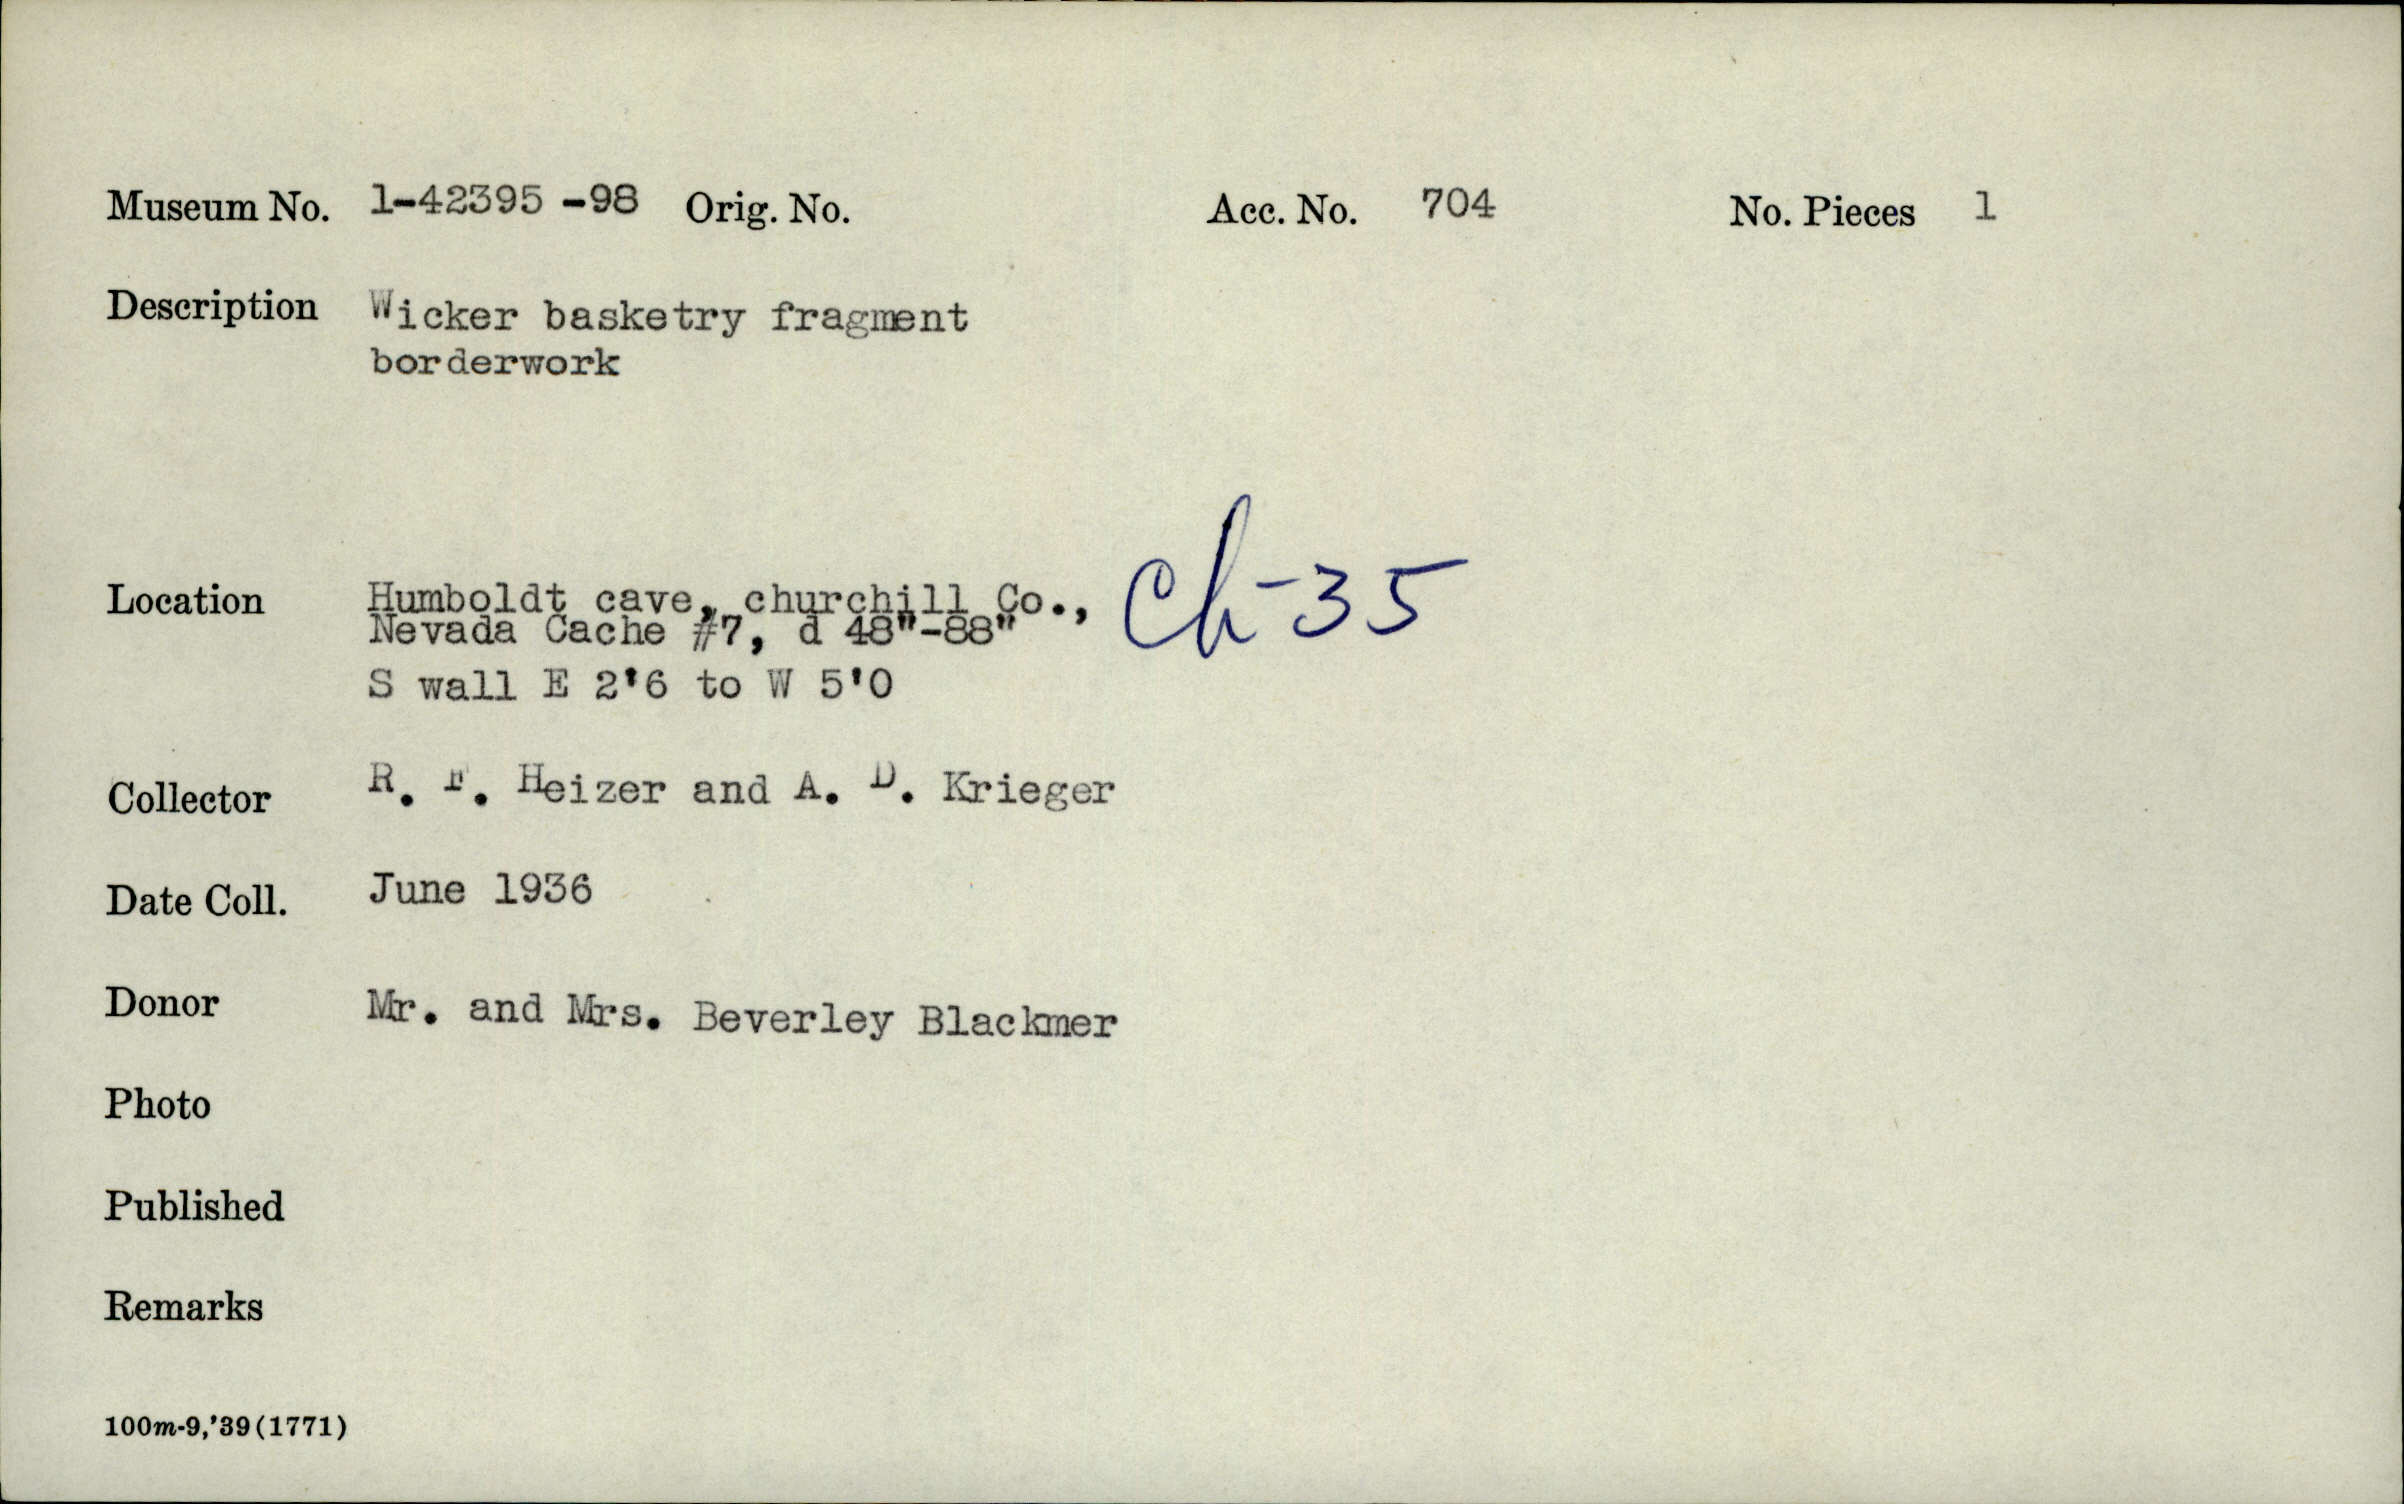 Museum No. 1-42395 -98 Orig. No. Acc. No. 704 No. Pieces 1
Description Wicker basketry fragment
borderwork
Location Humboldt cave, churchill Co., Ch-35
Nevada Cache #7, d 48"-88"
S wall E 2'6 to W 5'0
Collector R. F. Heizer and A. D. Krieger
Date Coll. June 1936
Donor Mr. and Mrs. Beverley Blackmer
Photo
Published
Remarks
100m-9,'39(1771)